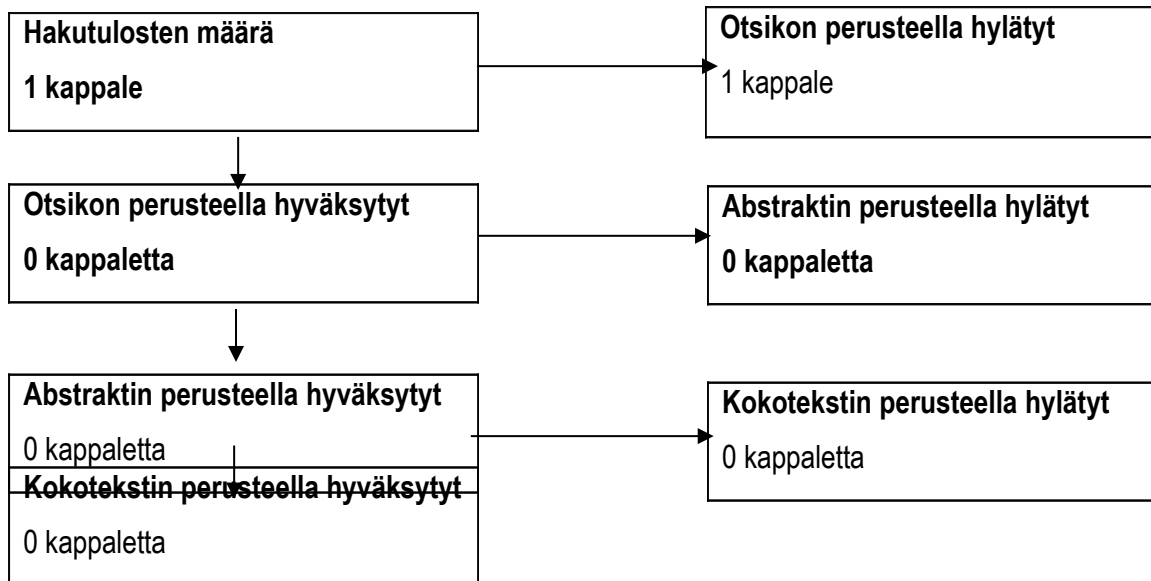 Hakutulosten määrä
1 kappale
Otsikon perusteella hylätyt
1 kappale
Otsikon perusteella hyväksytyt
0 kappaletta
Abstraktin perusteella hylätyt
0 kappaletta
Abstraktin perusteella hyväksytyt
0 kappaletta
Kokotekstin perusteella hylätyt
0 kappaletta
Kokotekstin perusteella hyväksytyt
0 kappaletta